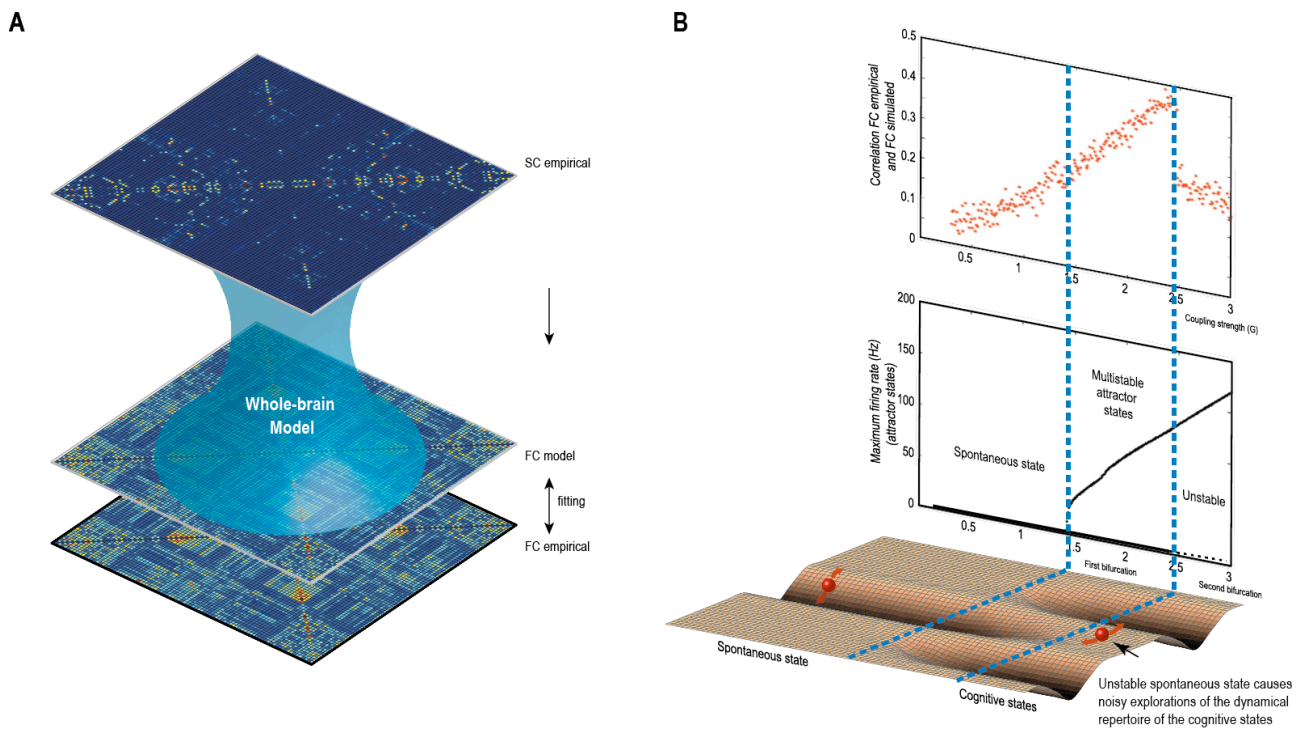 A
SC empirical
Whole-brain
Model
FC model
fitting
FC empirical
B
Correlation FC empirical
and FC simulated
0.5
0.4
0.3
0.2
0.1
0
0.5
1
1.5
2
2.5
3
Coupling strength (G)
Maximum firing rate (Hz)
(attractor states)
200
150
100
50
0
Multistable
attractor
states
Spontaneous state
Unstable
0.5
1
1.5
2
2.5
3
First bifurcation
Second bifurcation
Spontaneous state
Cognitive states
Unstable spontaneous state causes
noisy explorations of the dynamical
repertoire of the cognitive states